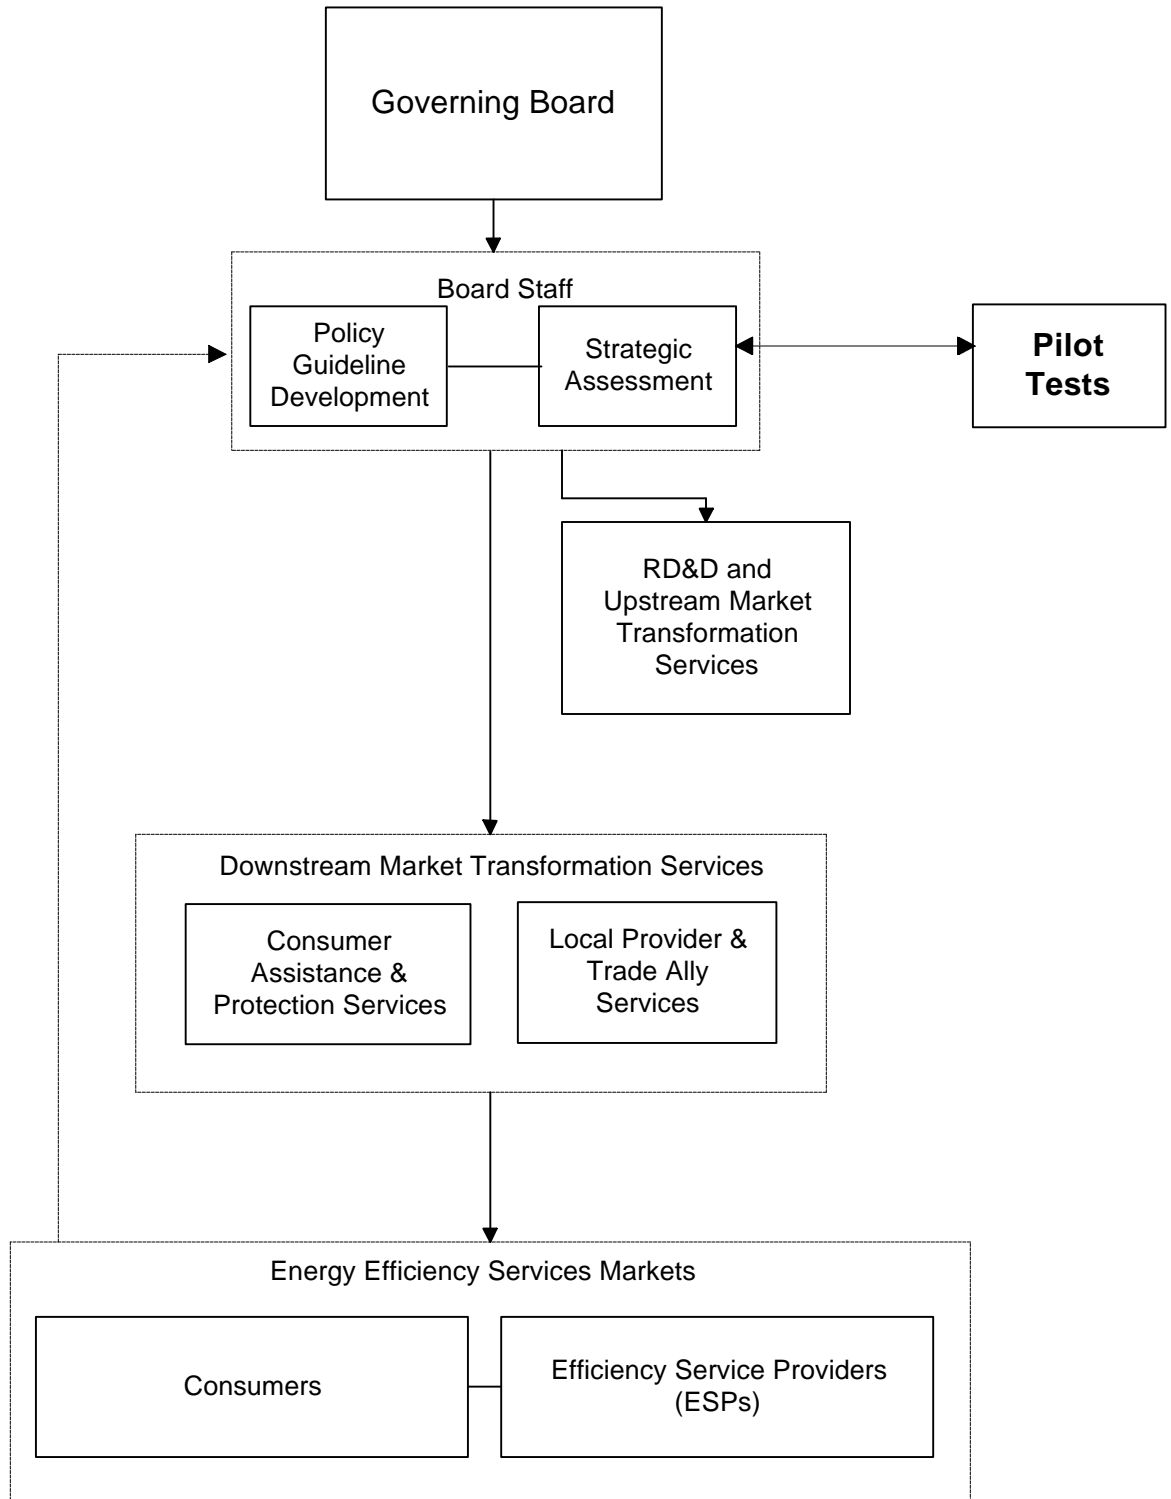 Governing Board
Board Staff
Policy
Guideline
Development
Strategic
Assessment
Pilot
Tests
RD&D and
Upstream Market
Transformation
Services
Downstream Market Transformation Services
Consumer
Assistance &
Protection Services
Local Provider &
Trade Ally
Services
Energy Efficiency Services Markets
Consumers
Efficiency Service Providers
(ESPs)